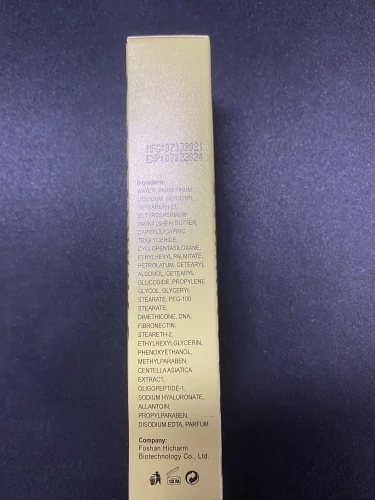 MFG:07132021
EXP:07122024
Ingredient:
WATER, PARAFFINUM
LIQUIDUM, GLYCERIN,
CETEARETH-21,
BUTYROSPERMUM
PARKII (SHEA) BUTTER,
CAPRYLIC/CAPRIC
TRIGLYCERIDE,
CYCLOPENTASILOXANE,
ETHYLHEXYL PALMITATE,
PETROLATUM, CETEARYL
ALCOHOL, CETEARYL
GLUCOSIDE, PROPYLENE
GLYCOL, GLYCERYL
STEARATE, PEG-100
STEARATE,
DIMETHICONE, DNA,
FIBRONECTIN,
STEARETH-2,
ETHYLHEXYLGLYCERIN,
PHENOXYETHANOL,
METHYLPARABEN,
CENTELLA ASIATICA
EXTRACT,
OLIGOPEPTIDE-1,
SODIUM HYALURONATE,
ALLANTOIN,
PROPYLPARABEN,
DISODIUM EDTA, PARFUM
Company:
Foshan Hicharm
Biotechnology Co., Ltd.
12 M